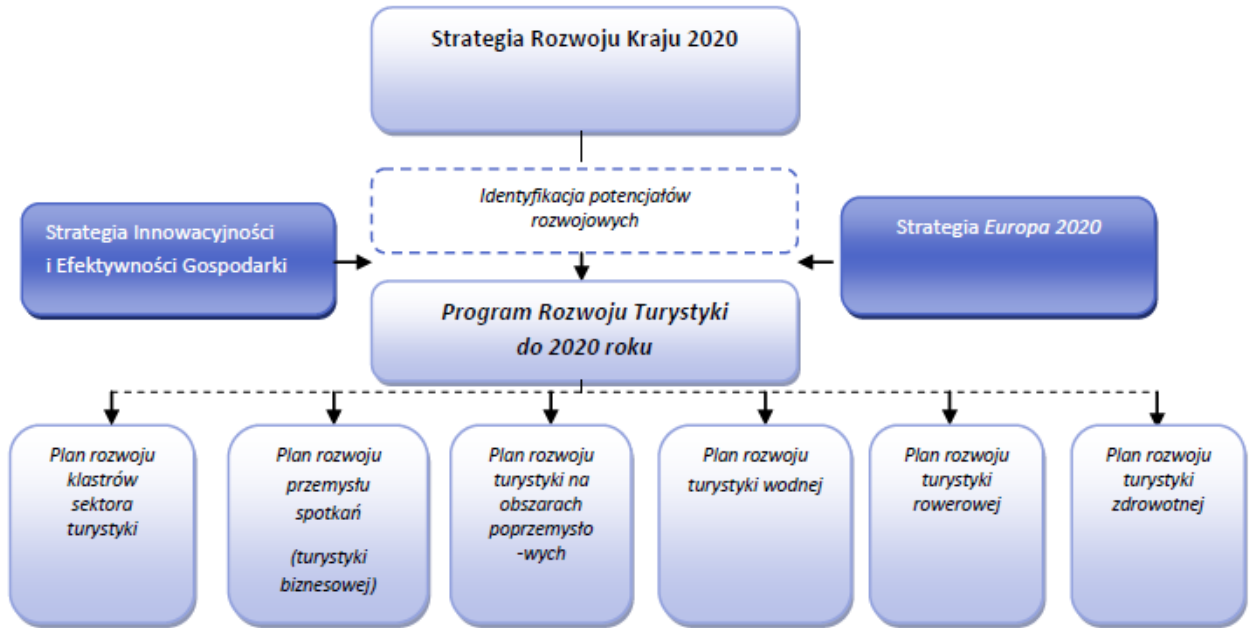 Strategia Rozwoju Kraju 2020
Identyfikacja potencjałów
rozwojowych
Strategia Innowacyjności
i Efektywności Gospodarki
Strategia Europa 2020
Program Rozwoju Turystyki
do 2020 roku
Plan rozwoju
klastrów
sektora
turystyki
Plan rozwoju
przemysłu
spotkań
(turystyki
biznesowej)
Plan rozwoju
turystyki na
obszarach
poprzemysło
-wych
Plan rozwoju
turystyki wodnej
Plan rozwoju
turystyki
rowerowej
Plan rozwoju
turystyki
zdrowotnej